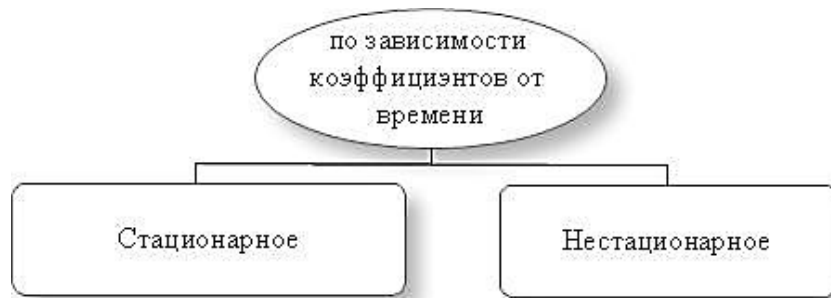 по зависимости
коэффициэнтов от
времени
Стационарное
Нестационарное